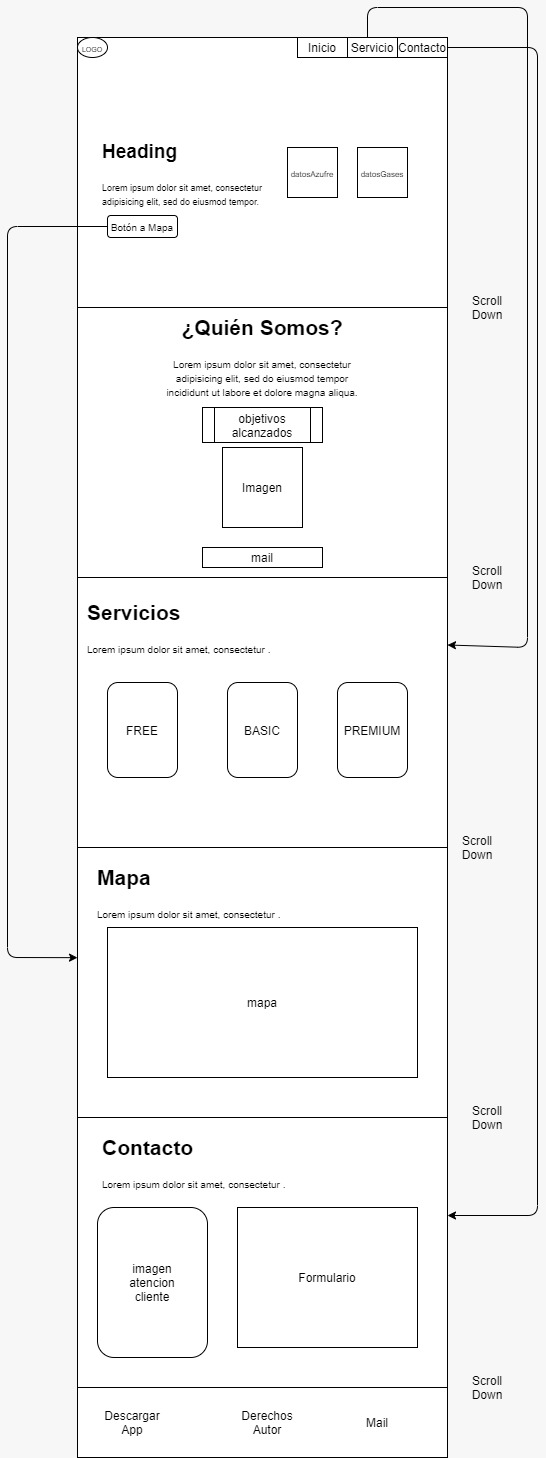 LOGO
Inicio
Servicio
Contacto
Heading
Lorem ipsum dolor sit amet, consectetur
adipisicing elit, sed do eiusmod tempor.
datosAzufre
datosGases
Botón a Mapa
Scroll
Down
¿Quién Somos?
Lorem ipsum dolor sit amet, consectetur
adipisicing elit, sed do eiusmod tempor
incididunt ut labore et dolore magna aliqua.
objetivos
alcanzados
Imagen
mail
Scroll
Down
Servicios
Lorem ipsum dolor sit amet, consectetur .
FREE
BASIC
PREMIUM
Scroll
Down
Mapa
Lorem ipsum dolor sit amet, consectetur .
mapa
Scroll
Down
Contacto
Lorem ipsum dolor sit amet, consectetur .
imagen
atencion
cliente
Formulario
Scroll
Down
Descargar
App
Derechos
Autor
Mail